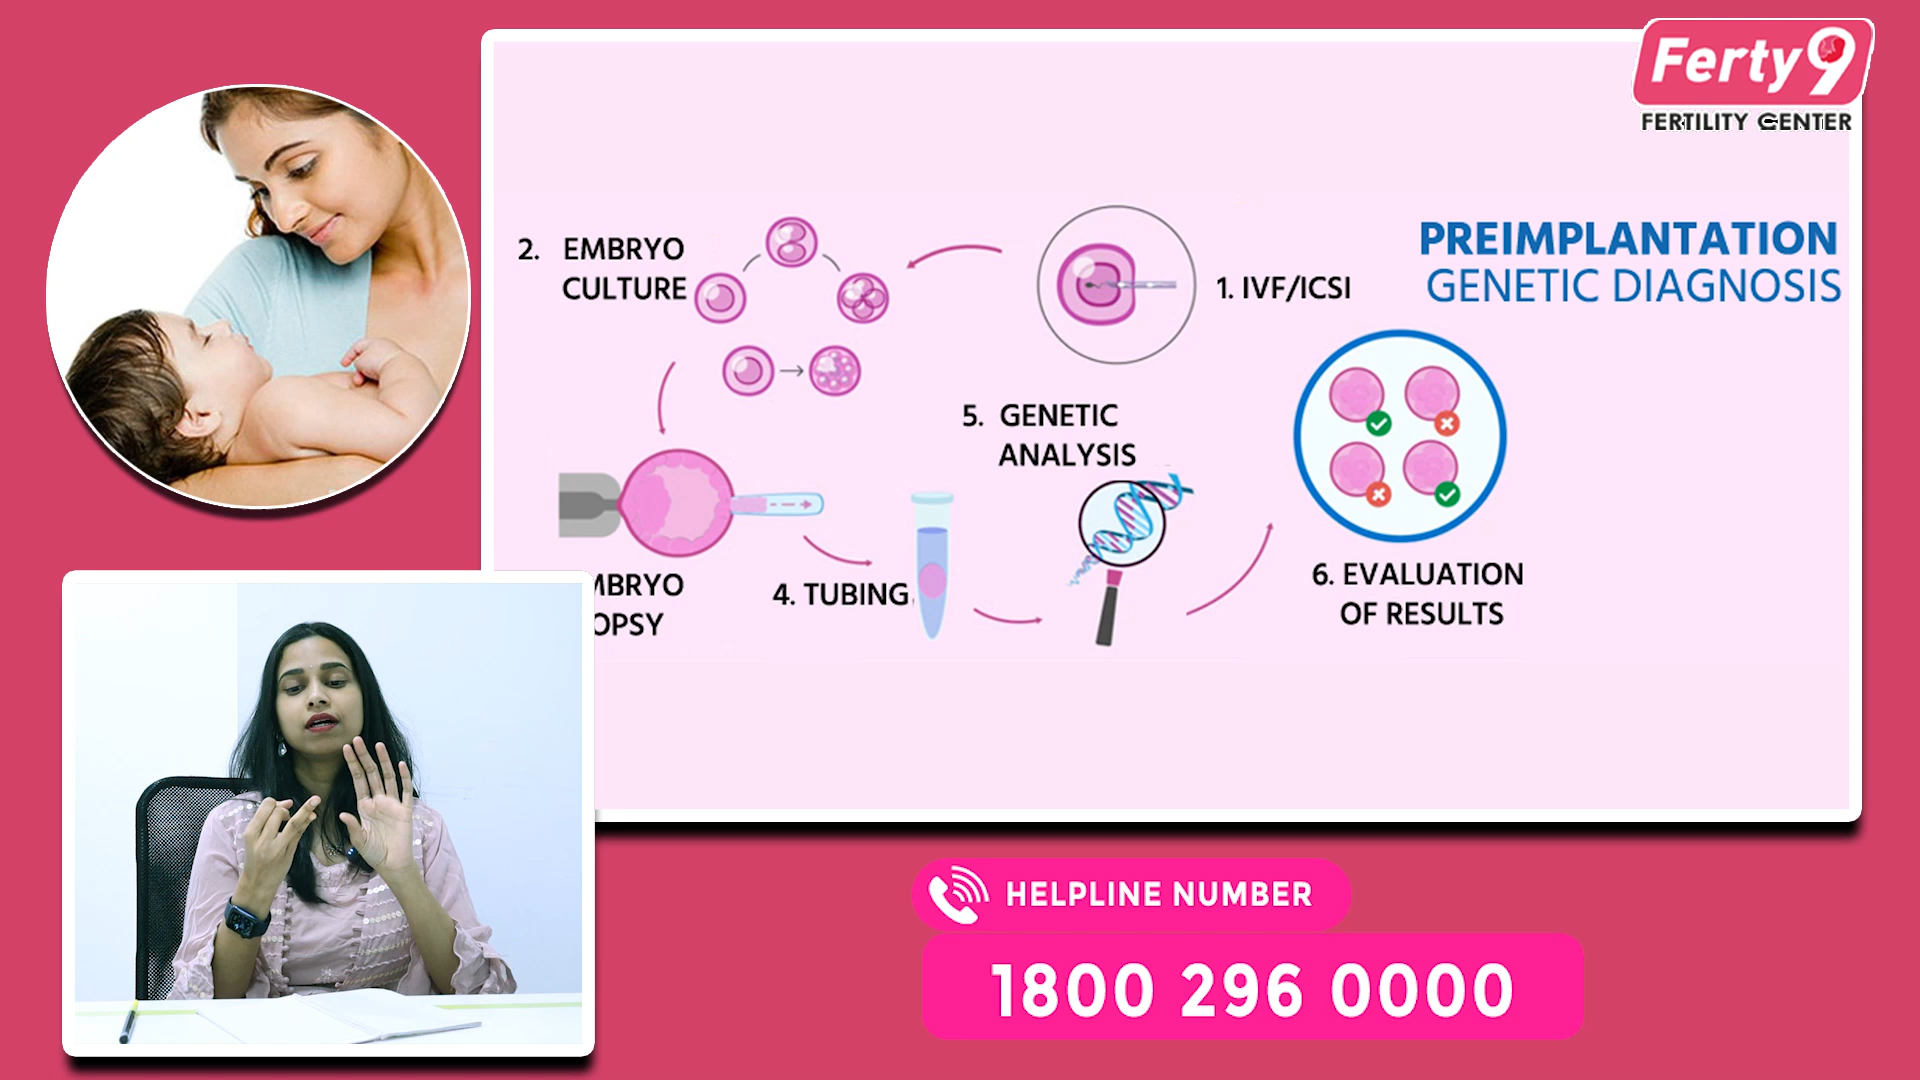 Ferty9
FERTILITY CENTER
PREIMPLANTATION
GENETIC DIAGNOSIS
1. IVF/ICSI
2. EMBRYO
CULTURE
MBRYO
OPSY
4. TUBING
5. GENETIC
ANALYSIS
6. EVALUATION
OF RESULTS
HELPLINE NUMBER
1800 296 0000